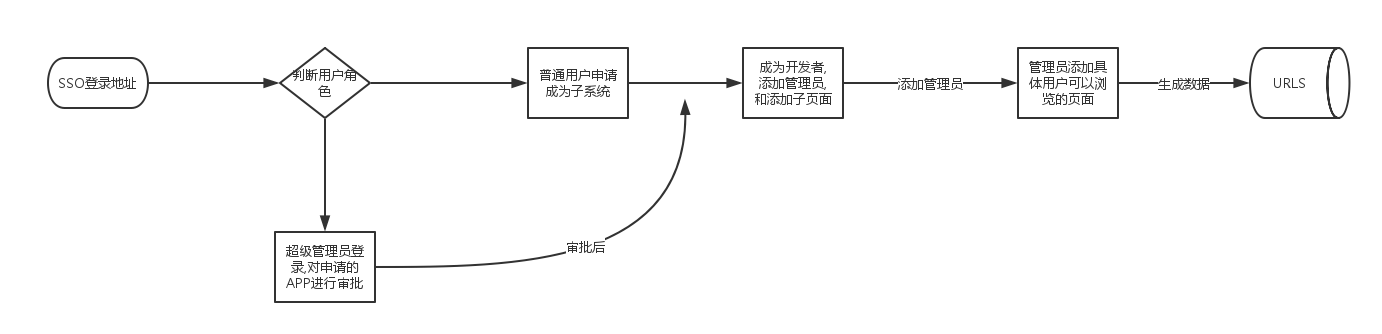 SSO登录地址
判断用户角
色
普通用户申请
成为子系统
成为开发者,
添加管理员,
和添加子页面
添加管理员
管理员添加具
体用户可以浏
览的页面
生成数据
URLS
超级管理员登
录,对申请的
APP进行审批
审批后